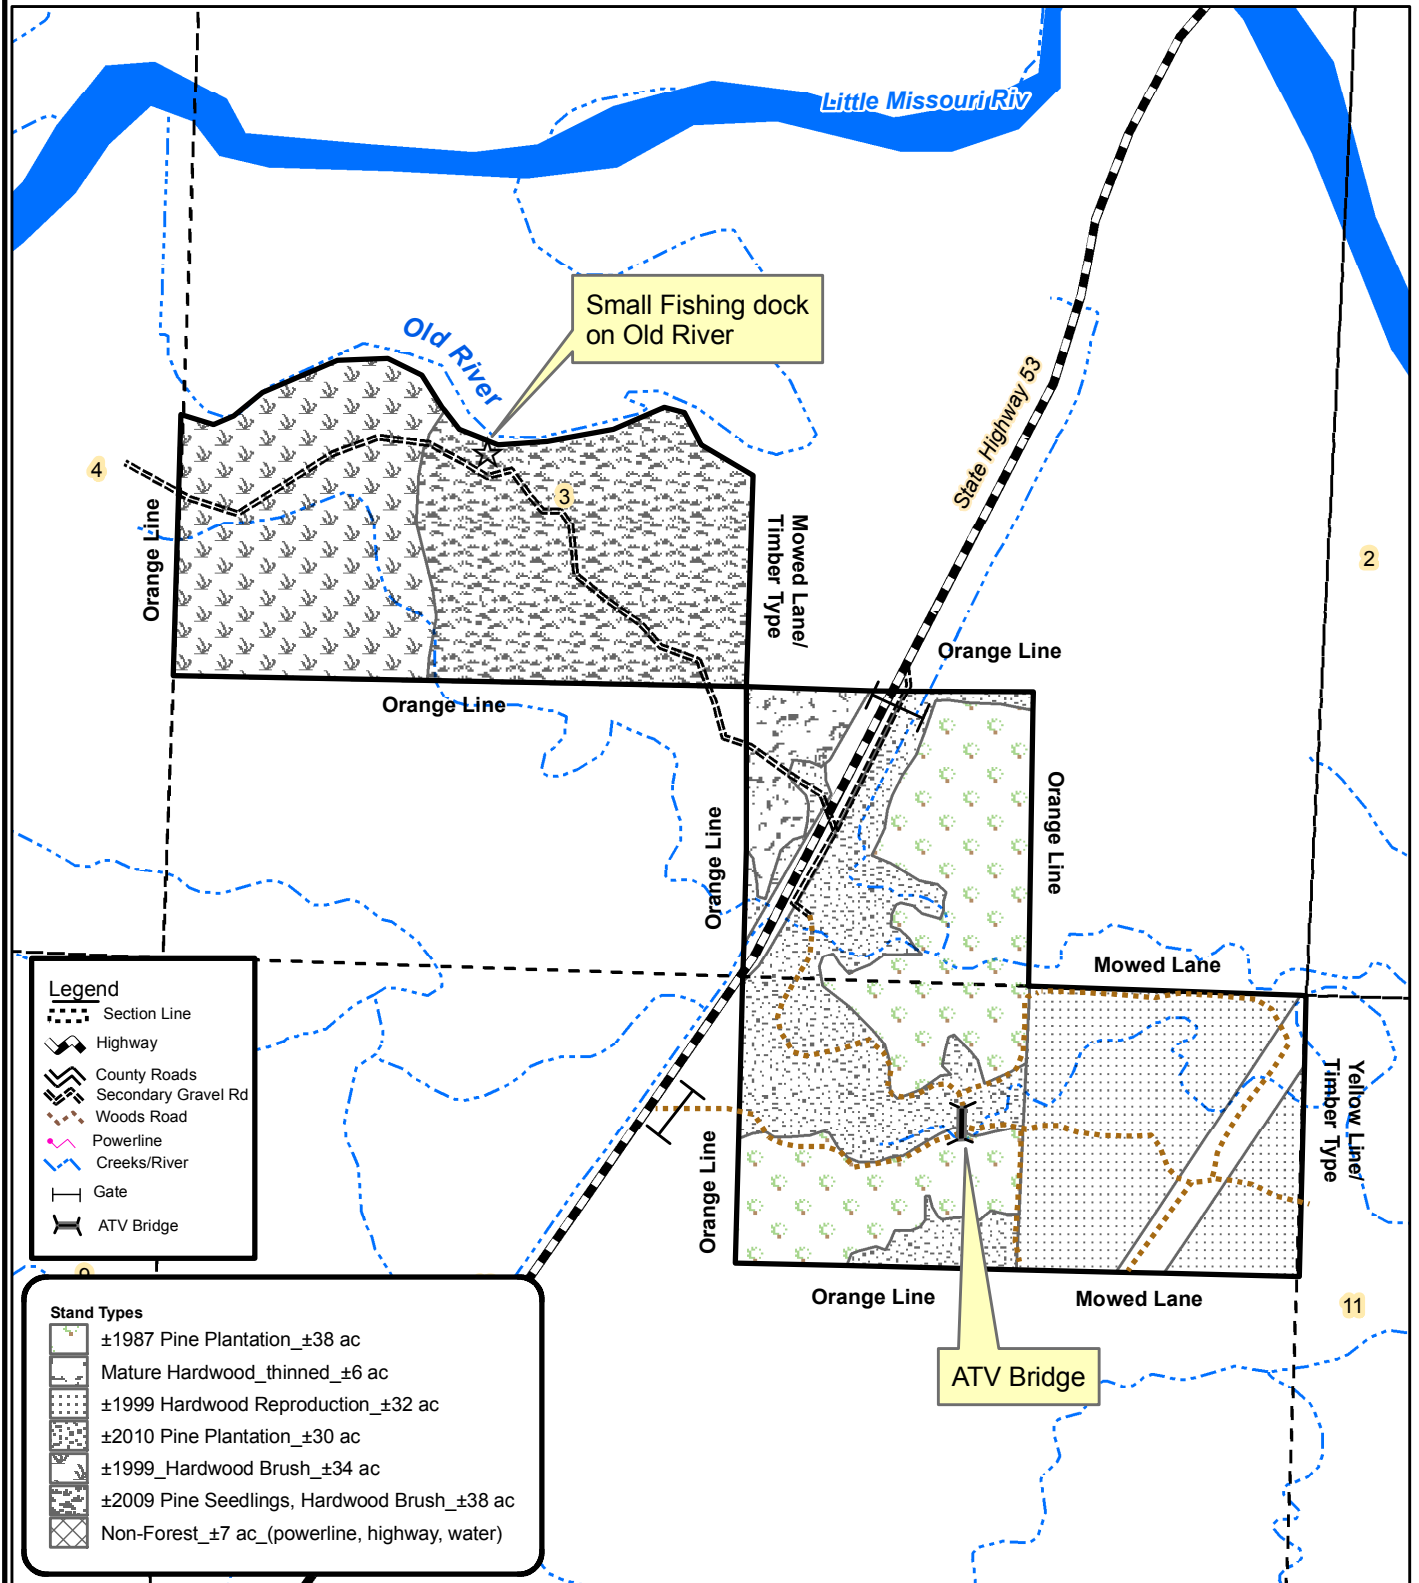 Little Missouri Riv
Small Fishing dock
on Old River
Old River
State Highway 53
4
3
2
Orange Line
Mowed Lane/
Timber Type
Orange Line
Orange Line
Orange Line
Orange Line
Mowed Lane
Yellow Line/
Timber Type
Orange Line
Orange Line
Mowed Lane
11
ATV Bridge
Legend
Section Line
Highway
County Roads
Secondary Gravel Rd
Woods Road
Powerline
Creeks/River
Gate
ATV Bridge
9
Stand Types
±1987 Pine Plantation_±38 ac
Mature Hardwood_thinned_±6 ac
±1999 Hardwood Reproduction_±32 ac
±2010 Pine Plantation_±30 ac
±1999_Hardwood Brush_±34 ac
±2009 Pine Seedlings, Hardwood Brush_±38 ac
Non-Forest_±7 ac_(powerline, highway, water)